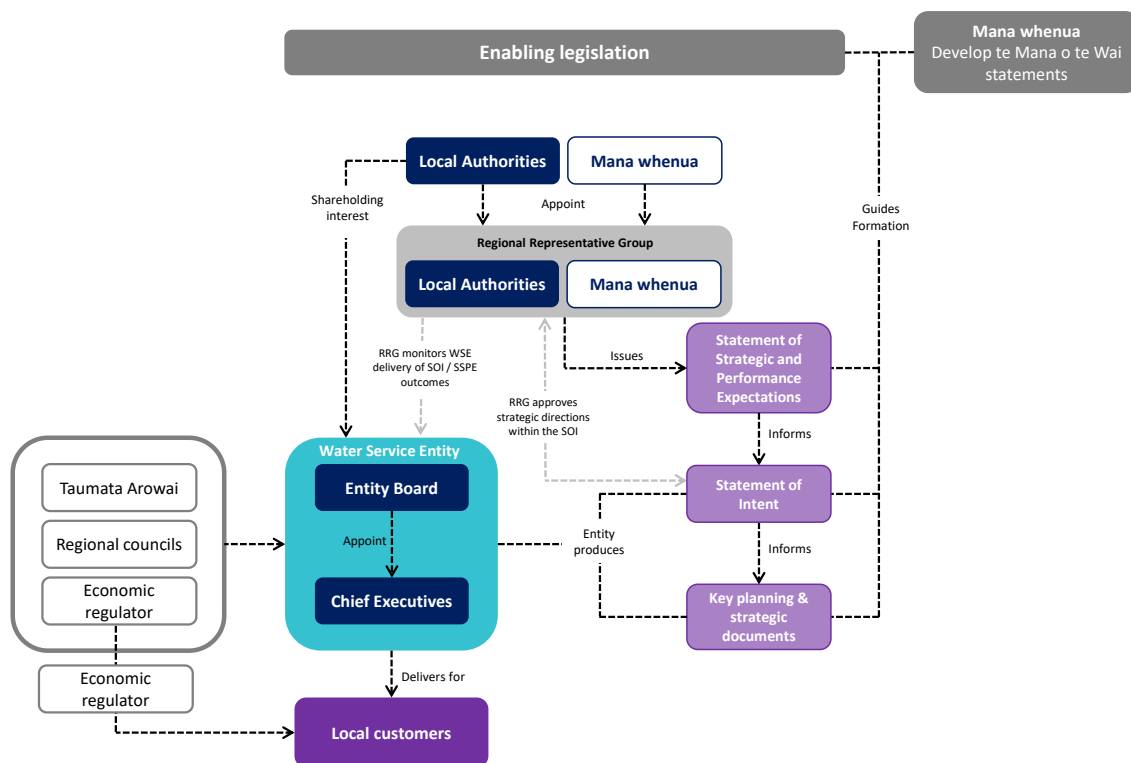 Enabling legislation
Mana whenua
Develop te Mana o te Wai
statements
Local Authorities
Mana whenua
Shareholding
interest
Appoint
Guides
Formation
Regional Representative Group
Local Authorities
Mana whenua
RRG monitors WSE
delivery of SOI / SSPE
outcomes
Issues
Statement of
Strategic and
Performance
Expectations
RRG approves
strategic directions
within the SOI
Informs
Water Service Entity
Entity Board
Appoint
Chief Executives
Taumata Arowai
Regional councils
Economic
regulator
Statement of
Intent
Entity
produces
Informs
Key planning &
strategic
documents
Economic
regulator
Delivers for
Local customers